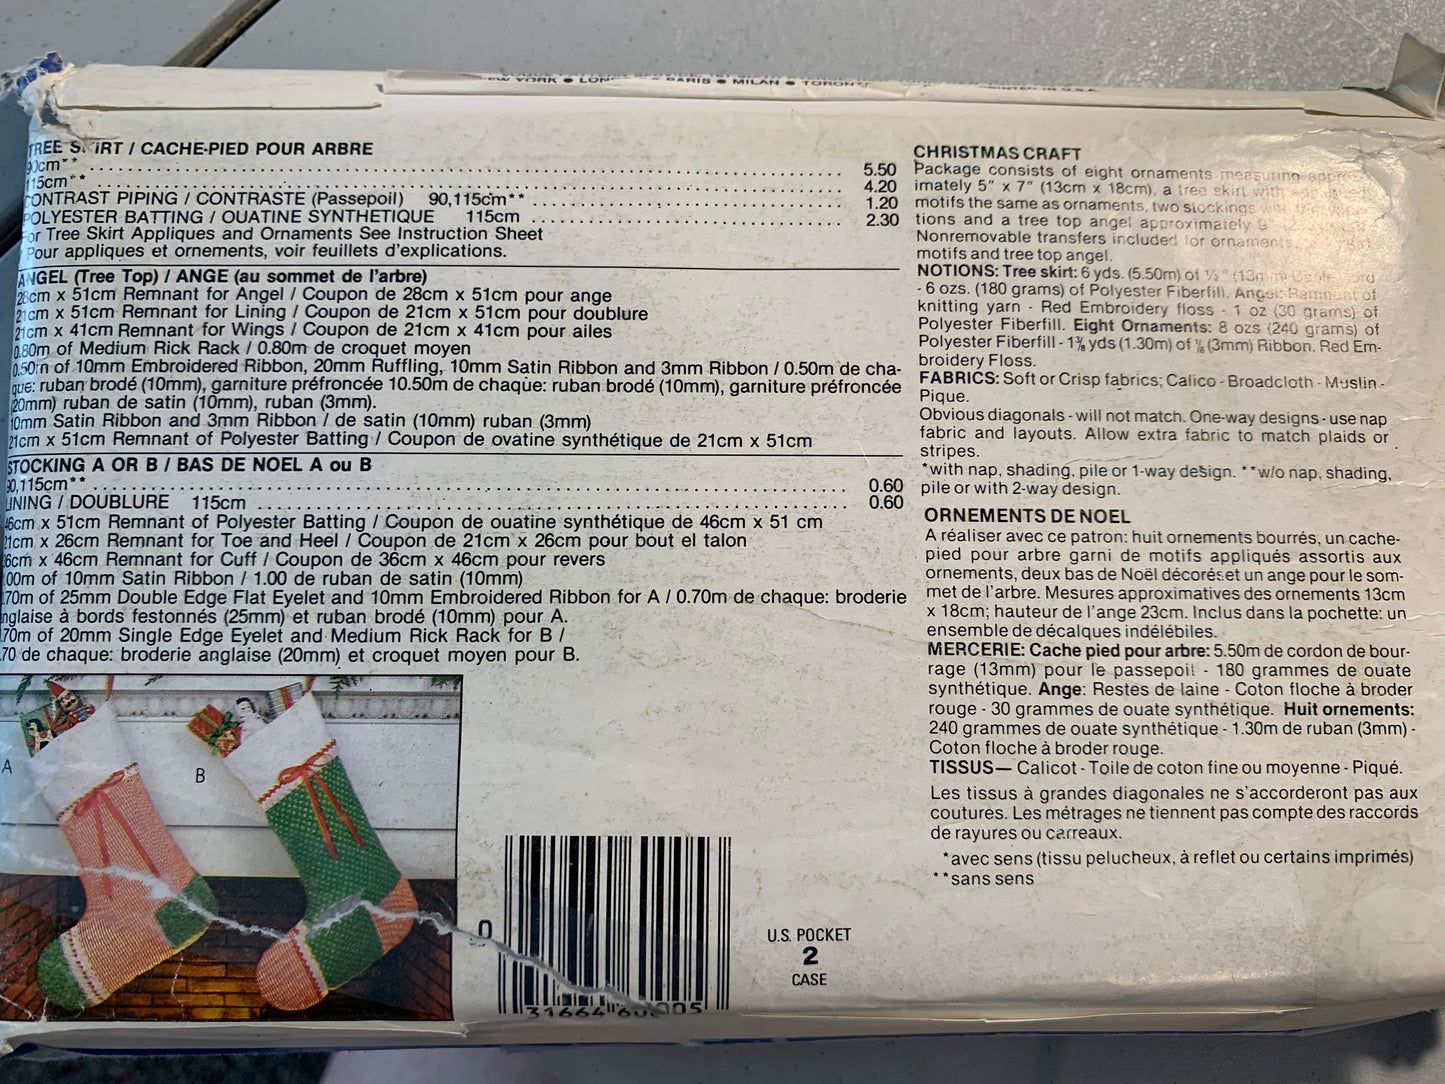 PARIS ● MILAN ● TORONTO
TREE SKIRT / CACHE-PIED POUR ARBRE
90cm** 5.50
115cm** 4.20
CONTRAST PIPING / CONTRASTE (Passepoil) 90,115cm** 1.20
POLYESTER BATTING / OUATINE SYNTHETIQUE 115cm 2.30
For Tree Skirt Appliques and Ornaments See Instruction Sheet
Pour appliques et ornements, voir feuillets d'explications.
ANGEL (Tree Top) / ANGE (au sommet de l'arbre)
28cm x 51cm Remnant for Angel / Coupon de 28cm x 51cm pour ange
21cm x 51cm Remnant for Lining / Coupon de 21cm x 51cm pour doublure
21cm x 41cm Remnant for Wings / Coupon de 21cm x 41cm pour ailes
0.80m of Medium Rick Rack / 0.80m de croquet moyen
0.50m of 10mm Embroidered Ribbon, 20mm Ruffling, 10mm Satin Ribbon and 3mm Ribbon / 0.50m de cha-
que: ruban brodé (10mm), garniture préfroncée 10.50m de chaque: ruban brodé (10mm), garniture préfroncée
(20mm) ruban de satin (10mm), ruban (3mm).
10mm Satin Ribbon and 3mm Ribbon / de satin (10mm) ruban (3mm)
21cm x 51cm Remnant of Polyester Batting / Coupon de ovatine synthétique de 21cm x 51cm
STOCKING A OR B / BAS DE NOEL A ou B
90,115cm** 0.60
LINING / DOUBLURE 115cm 0.60
46cm x 51cm Remnant of Polyester Batting / Coupon de ouatine synthétique de 46cm x 51 cm
21cm x 26cm Remnant for Toe and Heel / Coupon de 21cm x 26cm pour bout el talon
36cm x 46cm Remnant for Cuff / Coupon de 36cm x 46cm pour revers
.00m of 10mm Satin Ribbon / 1.00 de ruban de satin (10mm)
.70m of 25mm Double Edge Flat Eyelet and 10mm Embroidered Ribbon for A / 0.70m de chaque: broderie
anglaise à bords festonnés (25mm) et ruban brodé (10mm) pour A.
.70m of 20mm Single Edge Eyelet and Medium Rick Rack for B /
.70 de chaque: broderie anglaise (20mm) et croquet moyen pour B.
A
B
0
31664 60 005
U.S. POCKET
2
CASE
CHRISTMAS CRAFT
Package consists of eight ornaments measuring approx-
imately 5" x 7" (13cm x 18cm), a tree skirt with
motifs the same as ornaments, two stockings
tions and a tree top angel approximately 9"
Nonremovable transfers included for ornaments,
motifs and tree top angel.
NOTIONS: Tree skirt: 6 yds. (5.50m) of ½" (13mm) Cable Cord
- 6 ozs. (180 grams) of Polyester Fiberfill. Angel: Remnant of
knitting yarn - Red Embroidery floss - 1 oz (30 grams) of
Polyester Fiberfill. Eight Ornaments: 8 ozs (240 grams) of
Polyester Fiberfill - 1⅜ yds (1.30m) of ⅛ (3mm) Ribbon. Red Em-
broidery Floss.
FABRICS: Soft or Crisp fabrics; Calico - Broadcloth - Muslin -
Pique.
Obvious diagonals - will not match. One-way designs - use nap
fabric and layouts. Allow extra fabric to match plaids or
stripes.
*with nap, shading, pile or 1-way design. **w/o nap, shading,
pile or with 2-way design.
ORNEMENTS DE NOEL
A réaliser avec ce patron: huit ornements bourrés, un cache-
pied pour arbre garni de motifs appliqués assortis aux
ornements, deux bas de Noël décorés et un ange pour le som-
met de l'arbre. Mesures approximatives des ornements 13cm
x 18cm; hauteur de l'ange 23cm. Inclus dans la pochette: un
ensemble de décalques indélébiles.
MERCERIE: Cache pied pour arbre: 5.50m de cordon de bour-
rage (13mm) pour le passepoil - 180 grammes de ouate
synthétique. Ange: Restes de laine - Coton floche à broder
rouge - 30 grammes de ouate synthétique. Huit ornements:
240 grammes de ouate synthétique - 1.30m de ruban (3mm) -
Coton floche à broder rouge.
TISSUS— Calicot - Toile de coton fine ou moyenne - Piqué.
Les tissus à grandes diagonales ne s'accorderont pas aux
coutures. Les métrages ne tiennent pas compte des raccords
de rayures ou carreaux.
*avec sens (tissu pelucheux, à reflet ou certains imprimés)
**sans sens